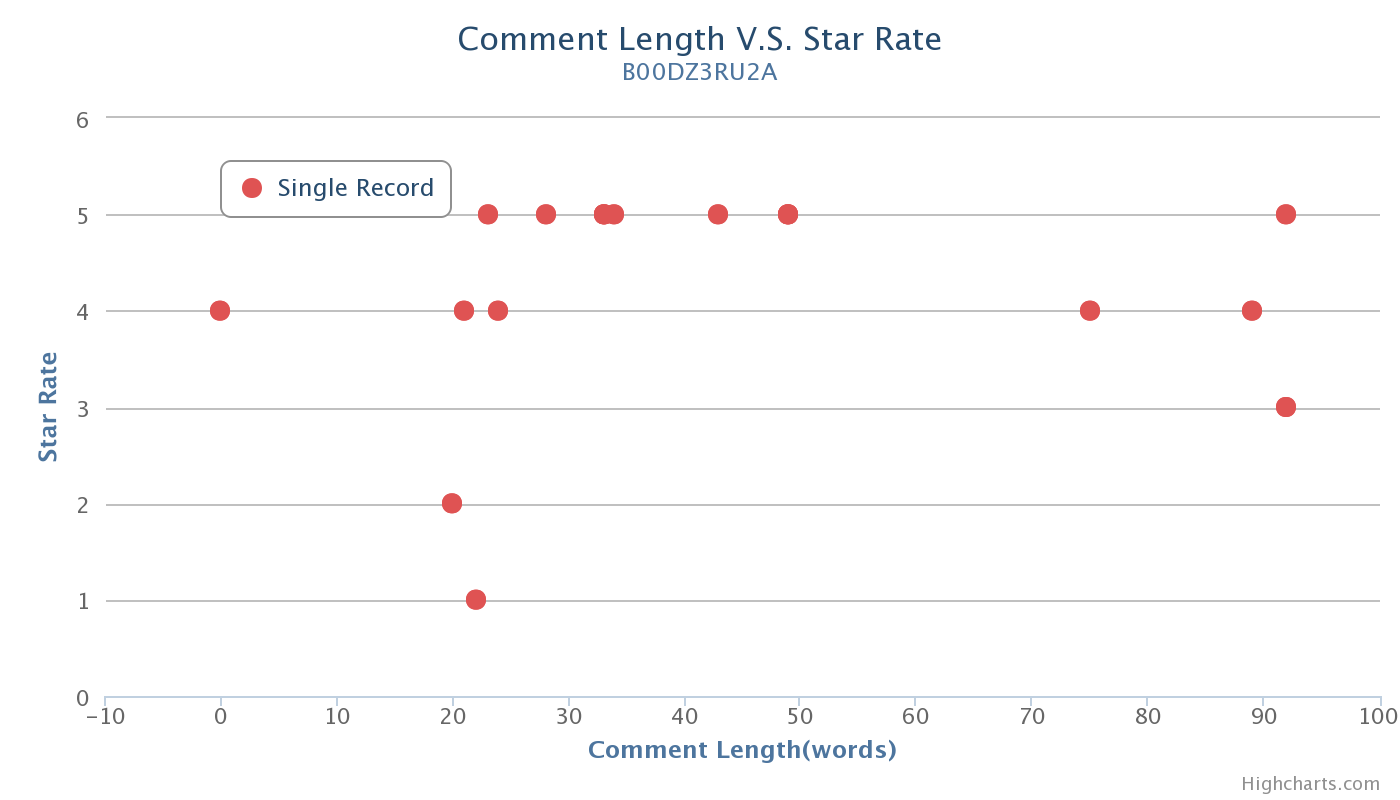 Comment Length V.S. Star Rate
B00DZ3RU2A
Single Record
Star Rate
6
5
4
3
2
1
0
−10 0 10 20 30 40 50 60 70 80 90 100
Comment Length(words)
Highcharts.com